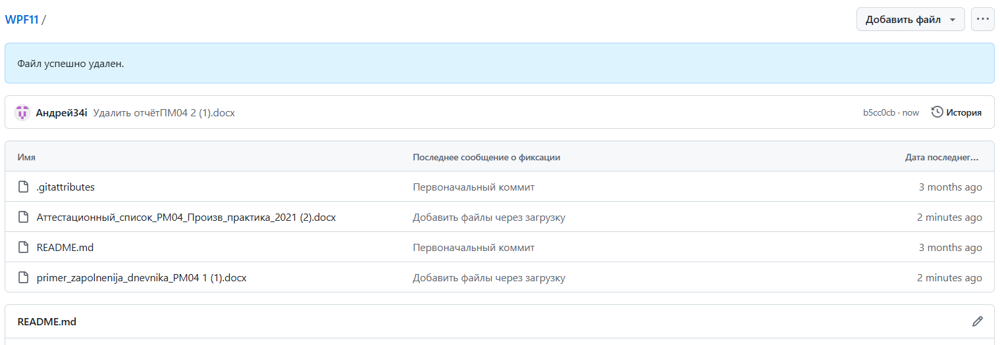 WPF11 /
Добавить файл
Файл успешно удален.
Андрей34i Удалить отчётПМ04 2 (1).docx b5cc0cb · now История
Имя Последнее сообщение о фиксации Дата последнег...
.gitattributes Первоначальный коммит 3 months ago
Аттестационный_список_РМ04_Произв_практика_2021 (2).docx Добавить файлы через загрузку 2 minutes ago
README.md Первоначальный коммит 3 months ago
primer_zapolnenija_dnevnika_PM04 1 (1).docx Добавить файлы через загрузку 2 minutes ago
README.md